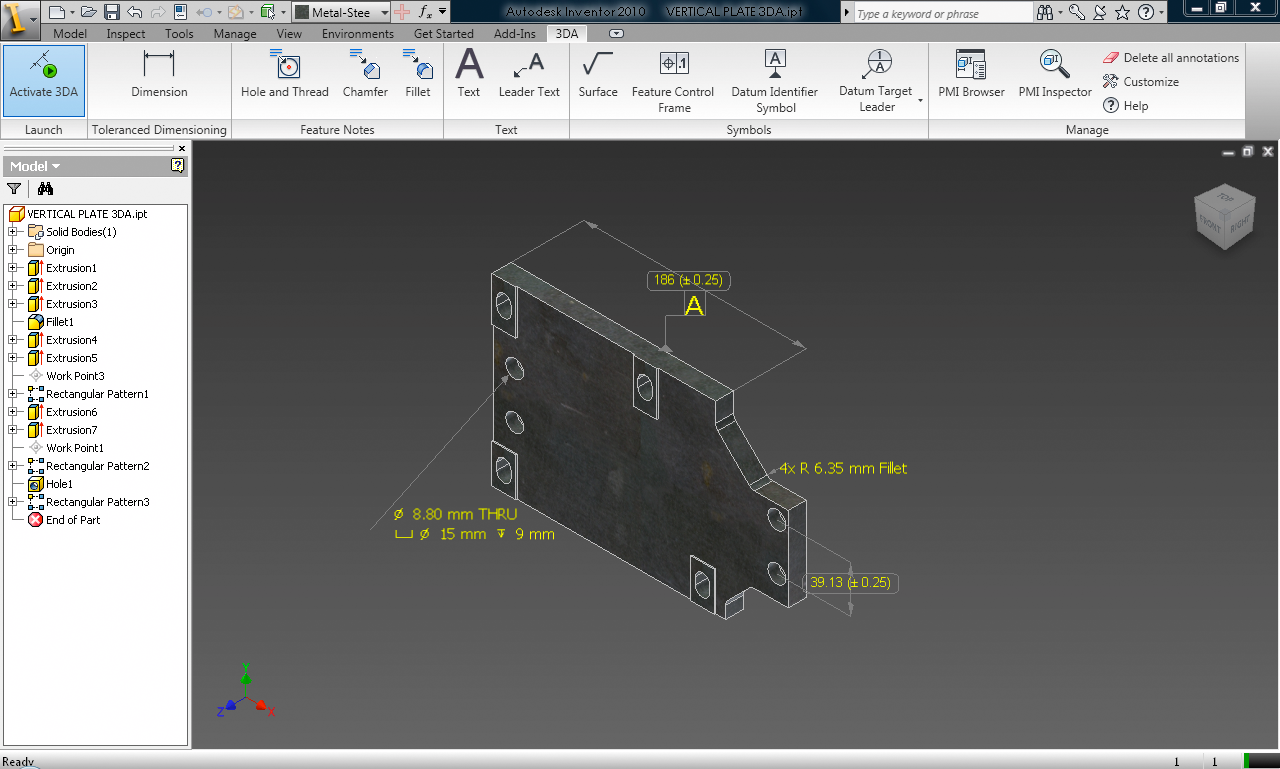 Metal-Stee
Autodesk Inventor 2010 VERTICAL PLATE 3DA.ipt
Type a keyword or phrase
Model Inspect Tools Manage View Environments Get Started Add-Ins 3DA
Activate 3DA
Dimension
Hole and Thread
Chamfer
Fillet
Text
Leader Text
Surface
Feature Control
Frame
Datum Identifier
Symbol
Datum Target
Leader
PMI Browser
PMI Inspector
Delete all annotations
Customize
Help
Launch Toleranced Dimensioning Feature Notes Text Symbols Manage
Model
VERTICAL PLATE 3DA.ipt
Solid Bodies(1)
Origin
Extrusion1
Extrusion2
Extrusion3
Fillet1
Extrusion4
Extrusion5
Work Point3
Rectangular Pattern1
Extrusion6
Extrusion7
Work Point1
Rectangular Pattern2
Hole1
Rectangular Pattern3
End of Part
TOP
FRONT
RIGHT
186 (± 0.25)
A
4x R 6.35 mm Fillet
⌀ 8.80 mm THRU
⌴ ⌀ 15 mm ↧ 9 mm
39.13 (± 0.25)
Y
Z
X
Ready
1 1